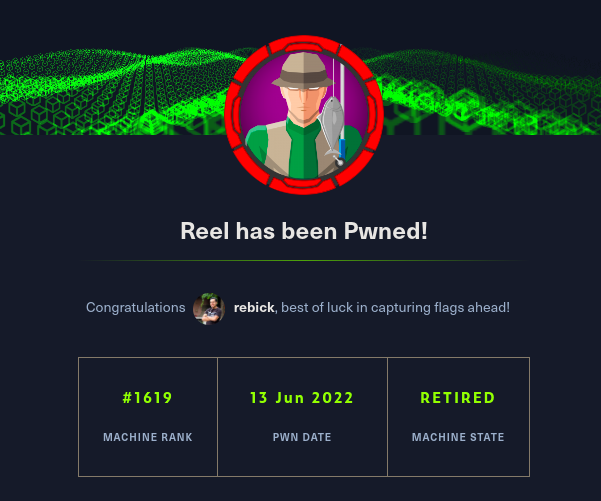 Reel has been Pwned!
Congratulations rebick, best of luck in capturing flags ahead!
#1619 13 Jun 2022 RETIRED
MACHINE RANK PWN DATE MACHINE STATE